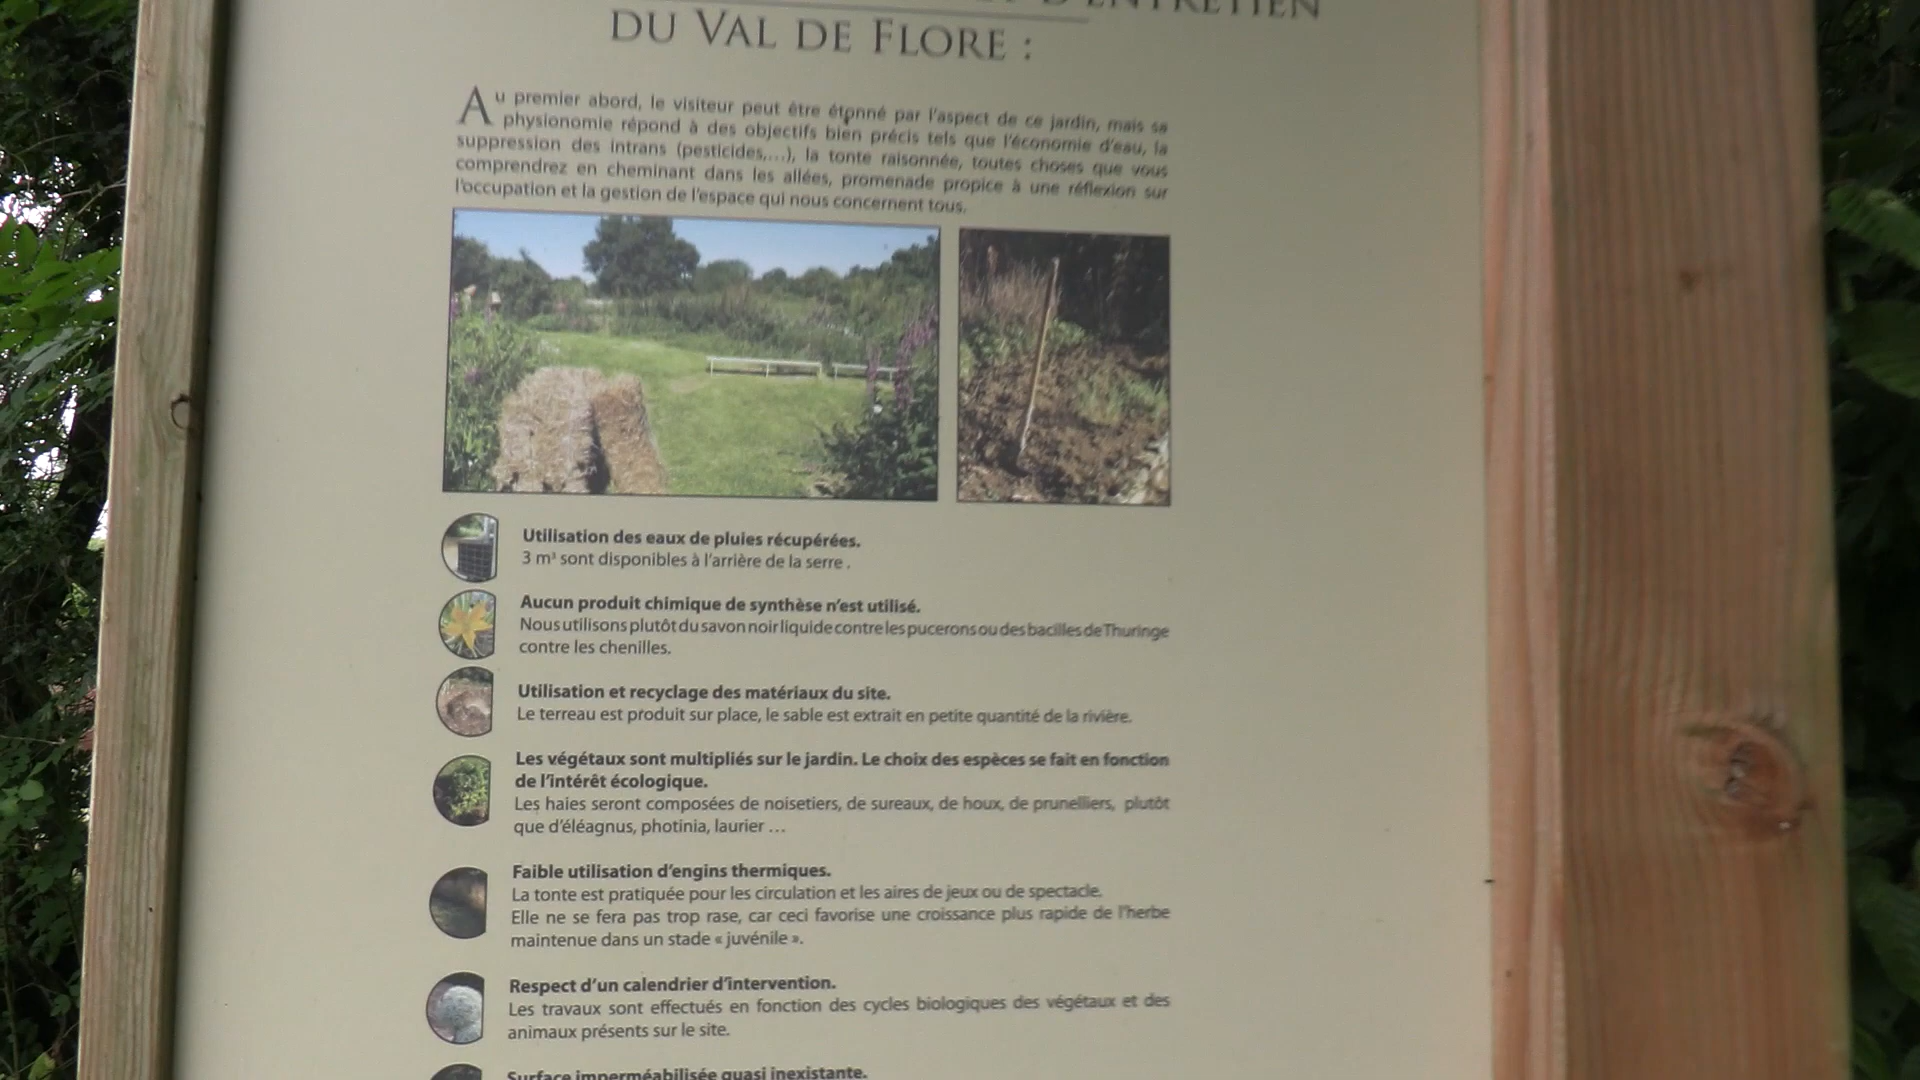 D'ENTRETIEN
DU VAL DE FLORE :
Au premier abord, le visiteur peut être étonné par l'aspect de ce jardin, mais sa
physionomie répond à des objectifs bien précis tels que l'économie d'eau, la
suppression des intrans (pesticides,...), la tonte raisonnée, toutes choses que vous
comprendrez en cheminant dans les allées, promenade propice à une réflexion sur
l'occupation et la gestion de l'espace qui nous concernent tous.
Utilisation des eaux de pluies récupérées.
3 m³ sont disponibles à l'arrière de la serre .
Aucun produit chimique de synthèse n'est utilisé.
Nous utilisons plutôt du savon noir liquide contre les pucerons ou des bacilles de Thuringe
contre les chenilles.
Utilisation et recyclage des matériaux du site.
Le terreau est produit sur place, le sable est extrait en petite quantité de la rivière.
Les végétaux sont multipliés sur le jardin. Le choix des espèces se fait en fonction
de l'intérêt écologique.
Les haies seront composées de noisetiers, de sureaux, de houx, de prunelliers, plutôt
que d'éléagnus, photinia, laurier ...
Faible utilisation d'engins thermiques.
La tonte est pratiquée pour les circulation et les aires de jeux ou de spectacle.
Elle ne se fera pas trop rase, car ceci favorise une croissance plus rapide de l'herbe
maintenue dans un stade « juvénile ».
Respect d'un calendrier d'intervention.
Les travaux sont effectués en fonction des cycles biologiques des végétaux et des
animaux présents sur le site.
Surface imperméabilisée quasi inexistante.